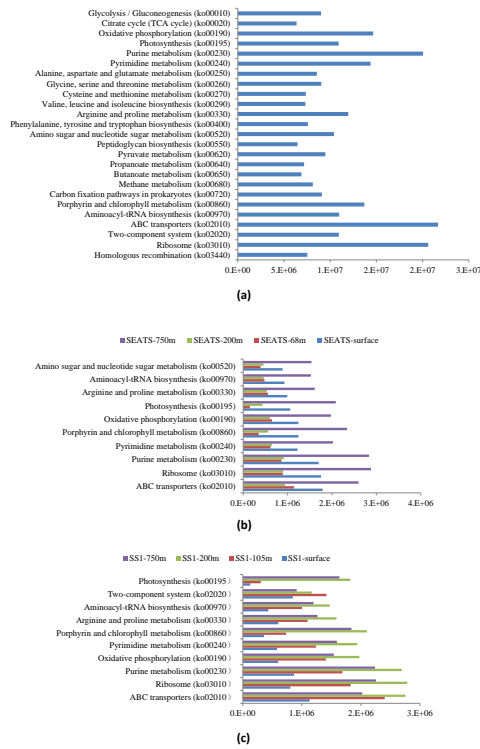 Glycolysis / Gluconeogenesis (ko00010)
Citrate cycle (TCA cycle) (ko00020)
Oxidative phosphorylation (ko00190)
Photosynthesis (ko00195)
Purine metabolism (ko00230)
Pyrimidine metabolism (ko00240)
Alanine, aspartate and glutamate metabolism (ko00250)
Glycine, serine and threonine metabolism (ko00260)
Cysteine and methionine metabolism (ko00270)
Valine, leucine and isoleucine biosynthesis (ko00290)
Arginine and proline metabolism (ko00330)
Phenylalanine, tyrosine and tryptophan biosynthesis (ko00400)
Amino sugar and nucleotide sugar metabolism (ko00520)
Peptidoglycan biosynthesis (ko00550)
Pyruvate metabolism (ko00620)
Propanoate metabolism (ko00640)
Butanoate metabolism (ko00650)
Methane metabolism (ko00680)
Carbon fixation pathways in prokaryotes (ko00720)
Porphyrin and chlorophyll metabolism (ko00860)
Aminoacyl-tRNA biosynthesis (ko00970)
ABC transporters (ko02010)
Two-component system (ko02020)
Ribosome (ko03010)
Homologous recombination (ko03440)
0.E+00 5.E+06 1.E+07 2.E+07 2.E+07 3.E+07 3.E+07
(a)
SEATS-750m SEATS-200m SEATS-68m SEATS-surface
Amino sugar and nucleotide sugar metabolism (ko00520)
Aminoacyl-tRNA biosynthesis (ko00970)
Arginine and proline metabolism (ko00330)
Photosynthesis (ko00195)
Oxidative phosphorylation (ko00190)
Porphyrin and chlorophyll metabolism (ko00860)
Pyrimidine metabolism (ko00240)
Purine metabolism (ko00230)
Ribosome (ko03010)
ABC transporters (ko02010)
0.E+00 1.E+06 2.E+06 3.E+06 4.E+06
(b)
SS1-750m SS1-200m SS1-105m SS1-surface
Photosynthesis (ko00195）
Two-component system (ko02020）
Aminoacyl-tRNA biosynthesis (ko00970）
Arginine and proline metabolism (ko00330）
Porphyrin and chlorophyll metabolism (ko00860）
Pyrimidine metabolism (ko00240）
Oxidative phosphorylation (ko00190）
Purine metabolism (ko00230）
Ribosome (ko03010）
ABC transporters (ko02010）
0.E+00 1.E+06 2.E+06 3.E+06
(c)